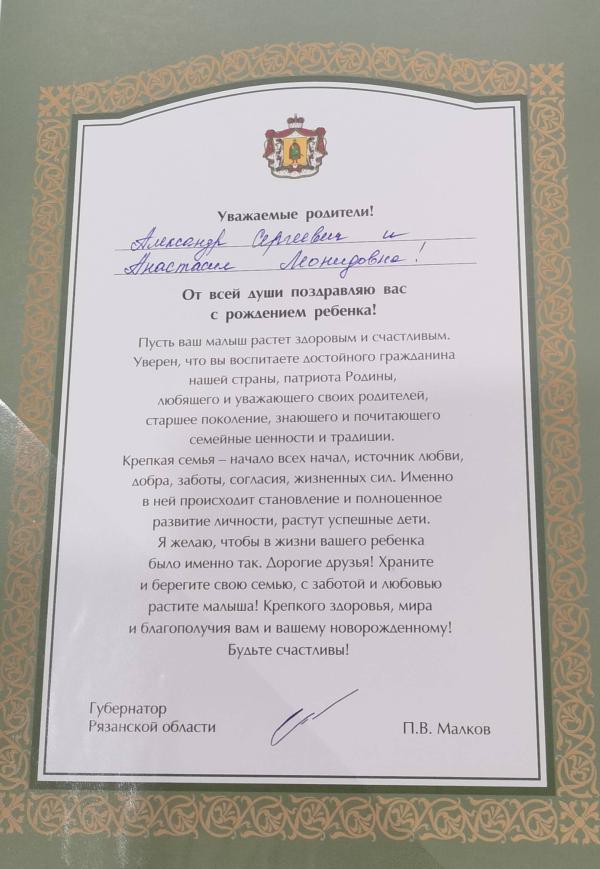 Уважаемые родители!
Александр Сергеевич и
Анастасия Леонидовна!
От всей души поздравляю вас
с рождением ребенка!
Пусть ваш малыш растет здоровым и счастливым.
Уверен, что вы воспитаете достойного гражданина
нашей страны, патриота Родины,
любящего и уважающего своих родителей,
старшее поколение, знающего и почитающего
семейные ценности и традиции.
Крепкая семья – начало всех начал, источник любви,
добра, заботы, согласия, жизненных сил. Именно
в ней происходит становление и полноценное
развитие личности, растут успешные дети.
Я желаю, чтобы в жизни вашего ребенка
было именно так. Дорогие друзья! Храните
и берегите свою семью, с заботой и любовью
растите малыша! Крепкого здоровья, мира
и благополучия вам и вашему новорожденному!
Будьте счастливы!
Губернатор
Рязанской области
П.В. Малков